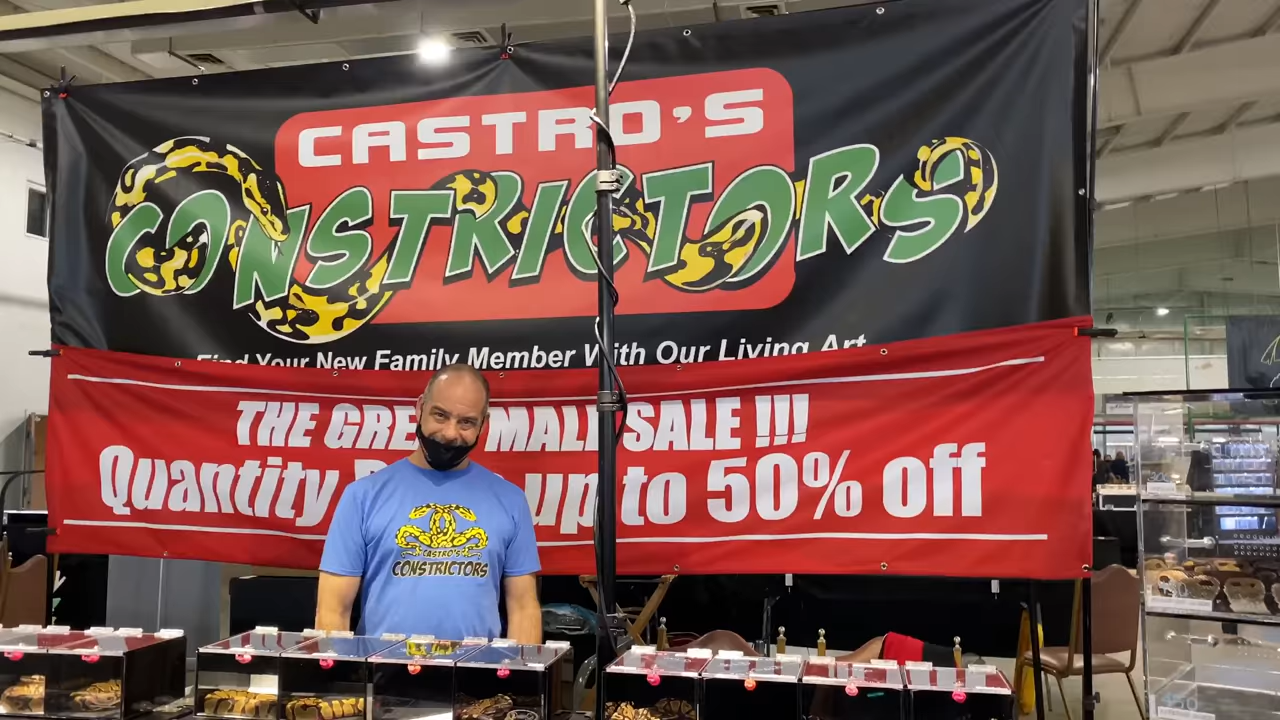 CASTRO'S
CONSTRICTORS
Find Your New Family Member With Our Living Art
THE GRE MALE SALE !!!
Quantity up to 50% off
CASTRO'S
CONSTRICTORS